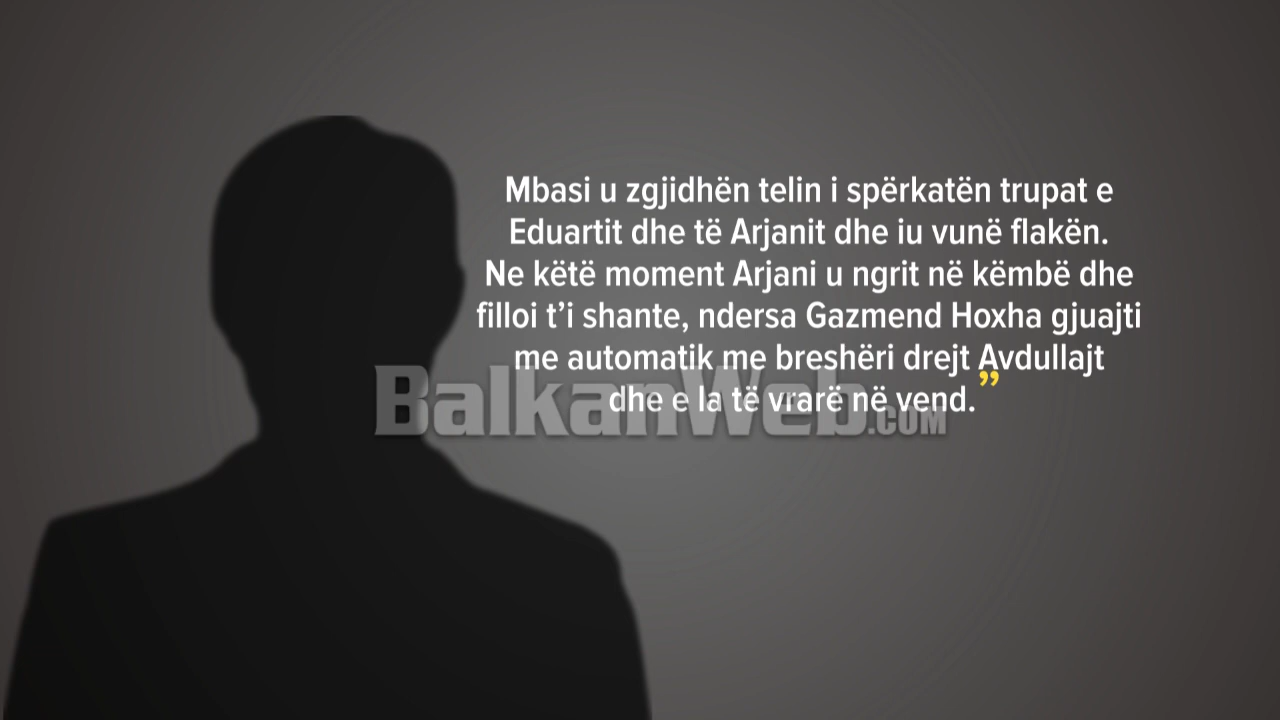 Mbasi u zgjidhën telin i spërkatën trupat e
Eduartit dhe të Arjanit dhe iu vunë flakën.
Ne këtë moment Arjani u ngrit në këmbë dhe
filloi t’i shante, ndersa Gazmend Hoxha gjuajti
me automatik me breshëri drejt Avdullajt
dhe e la të vrarë në vend.”
BalkanWeb.COM